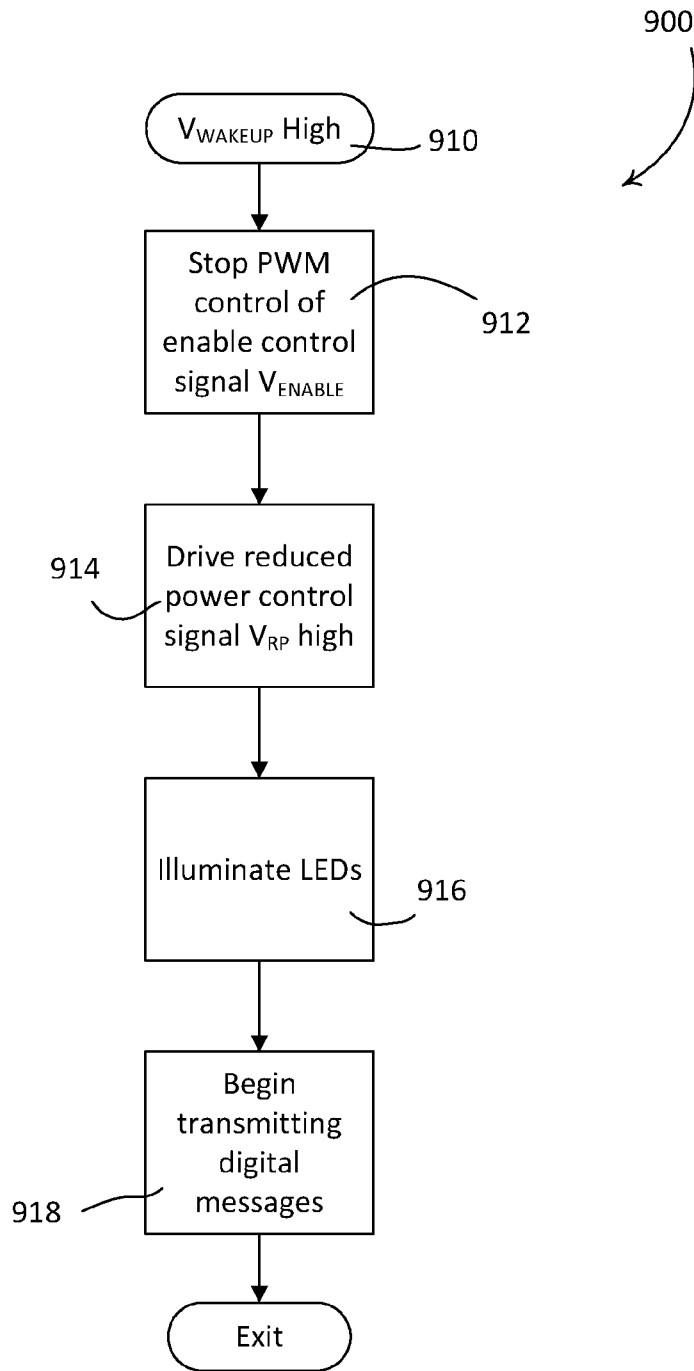 900
V_WAKEUP High
910
Stop PWM
control of
enable control
signal V_ENABLE
912
Drive reduced
power control
signal V_RP high
914
Illuminate LEDs
916
Begin
transmitting
digital
messages
918
Exit